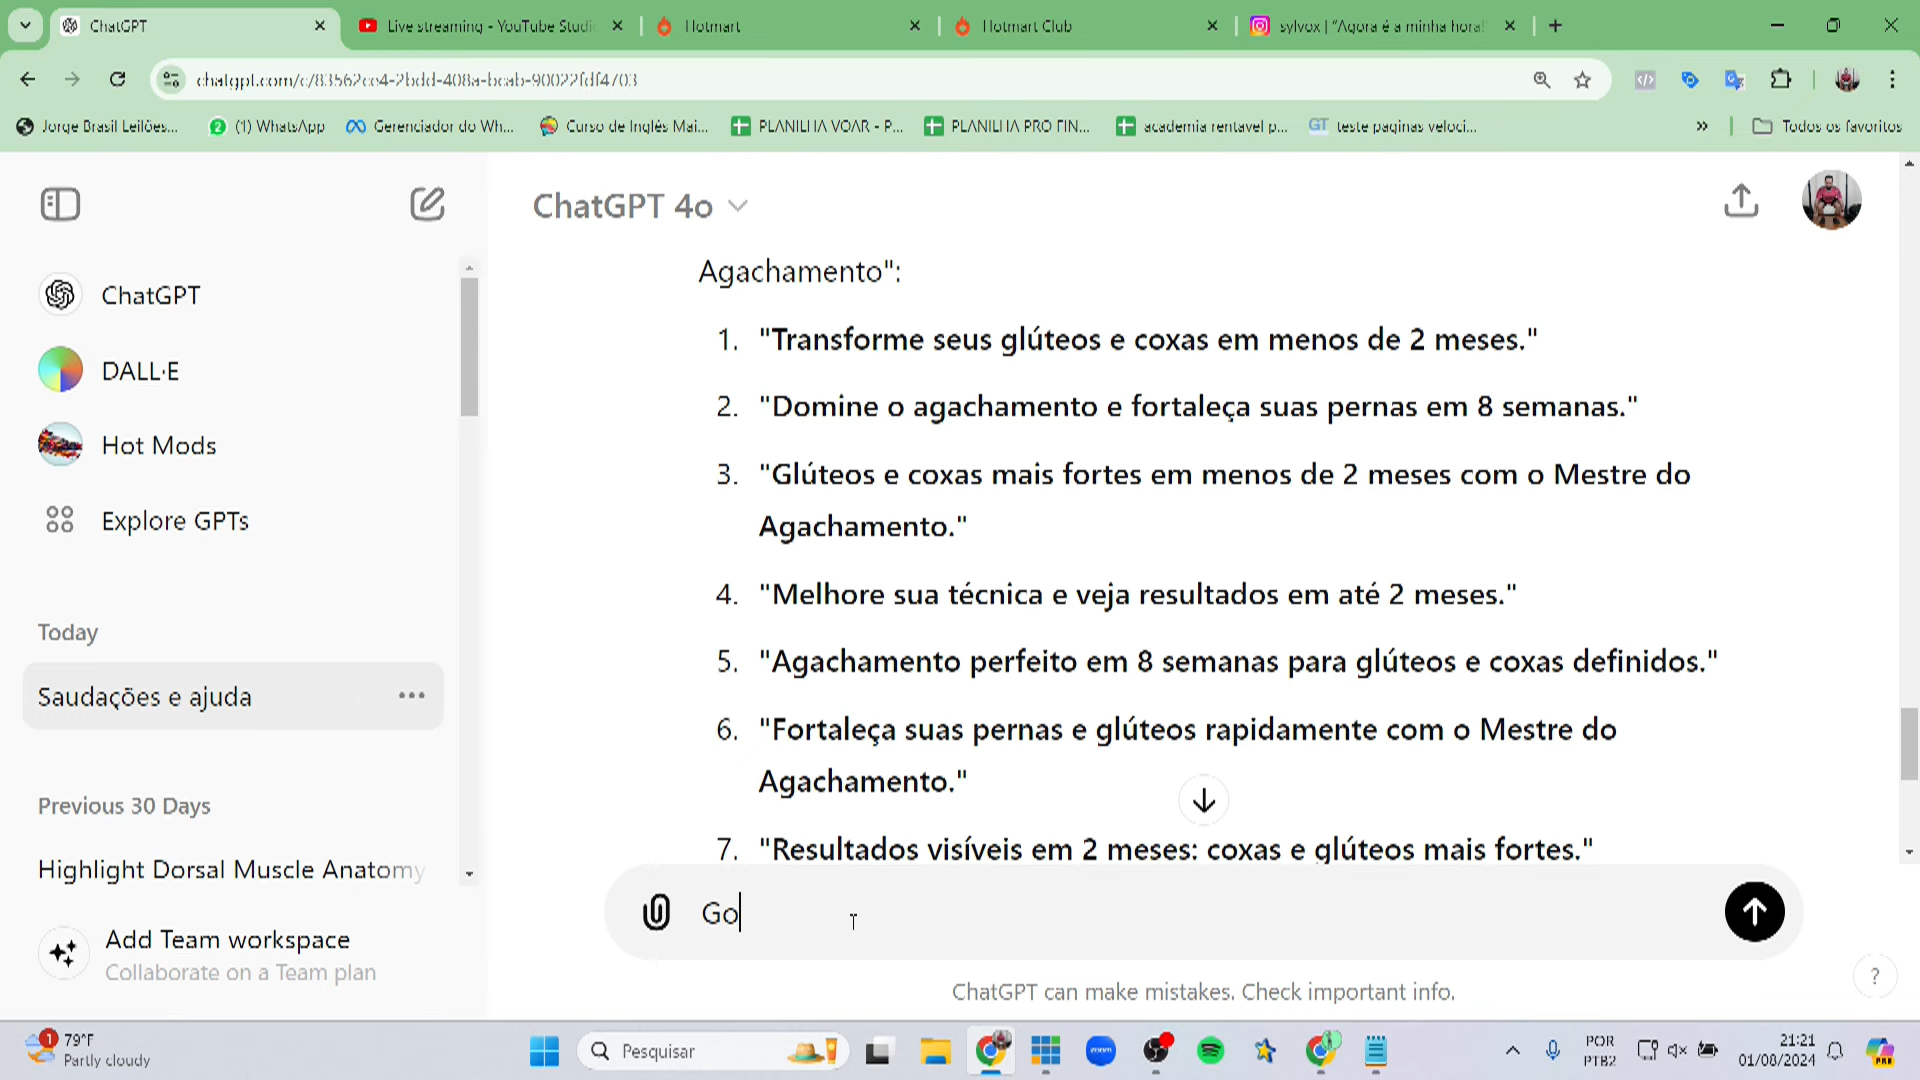 ChatGPT
Live streaming - YouTube Studi
Hotmart
Hotmart Club
sylvox | "Agora é a minha hora!
chatgpt.com/c/83562ce4-2bdd-408a-bcab-90022fdf4703
Jorge Brasil Leilões...
(1) WhatsApp
Gerenciador do Wh...
Curso de Inglês Mai...
PLANILHA VOAR - P...
PLANILHA PRO FIN...
academia rentavel p...
GT
teste paginas veloci...
»
Todos os favoritos
ChatGPT
DALL·E
Hot Mods
Explore GPTs
Today
Saudações e ajuda
Previous 30 Days
Highlight Dorsal Muscle Anatomy
Add Team workspace
Collaborate on a Team plan
ChatGPT 4o
Agachamento":
1. "Transforme seus glúteos e coxas em menos de 2 meses."
2. "Domine o agachamento e fortaleça suas pernas em 8 semanas."
3. "Glúteos e coxas mais fortes em menos de 2 meses com o Mestre do
Agachamento."
4. "Melhore sua técnica e veja resultados em até 2 meses."
5. "Agachamento perfeito em 8 semanas para glúteos e coxas definidos."
6. "Fortaleça suas pernas e glúteos rapidamente com o Mestre do
Agachamento."
7. "Resultados visíveis em 2 meses: coxas e glúteos mais fortes."
Go
ChatGPT can make mistakes. Check important info.
?
1
79°F
Partly cloudy
Pesquisar
zoom
POR
PTB2
21:21
01/08/2024
PRE